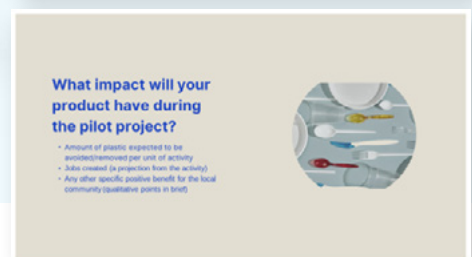 What impact will your
product have during
the pilot project?
• Amount of plastic expected to be
avoided/removed per unit of activity
• Jobs created (a projection from the activity)
• Any other specific positive benefit for the local
community (qualitative points in brief)